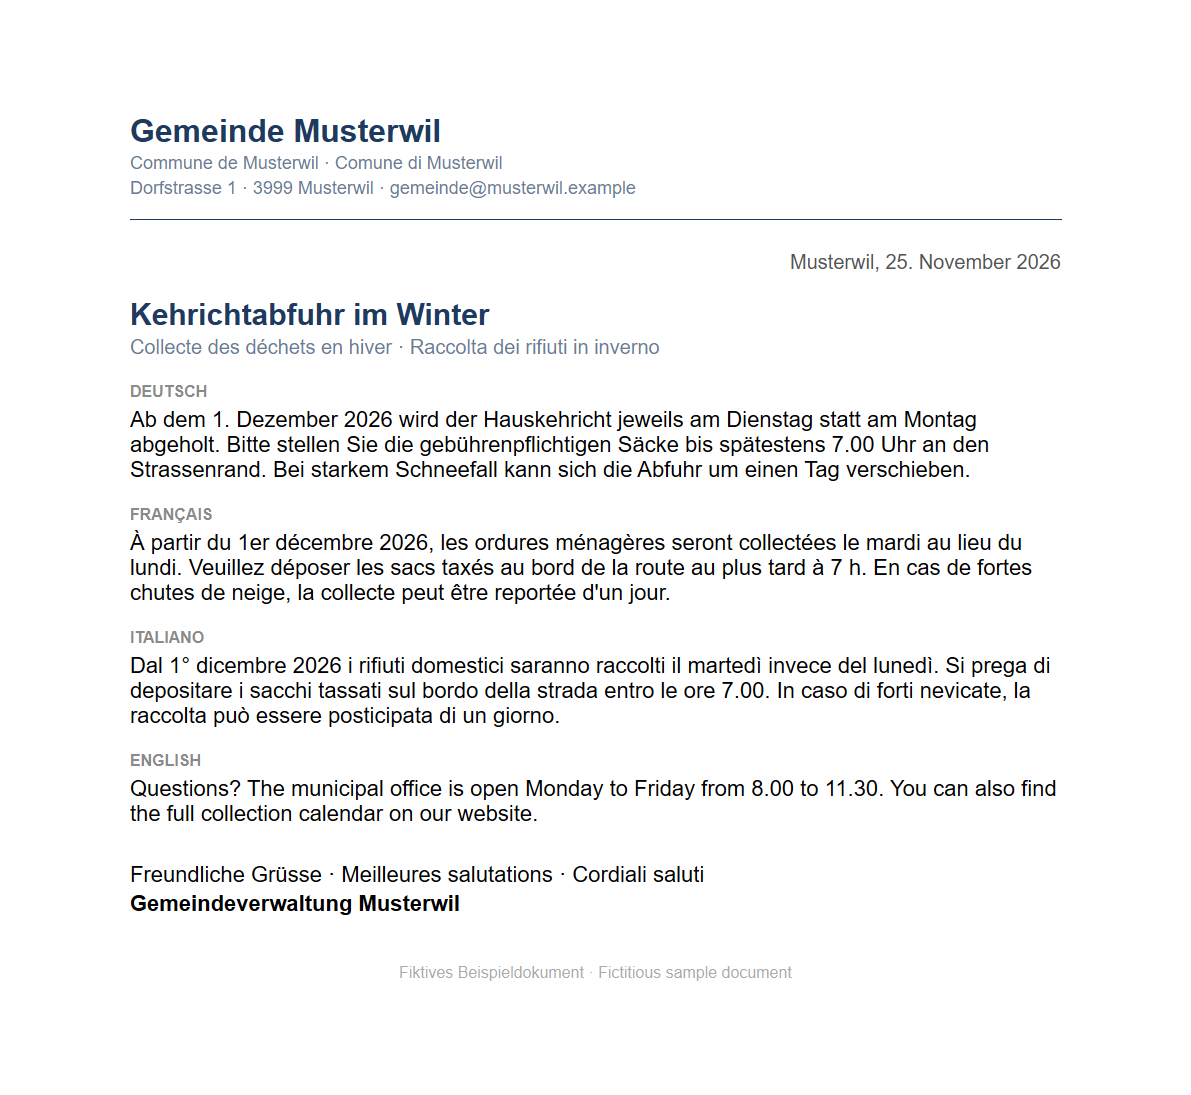 Gemeinde Musterwil
Commune de Musterwil · Comune di Musterwil
Dorfstrasse 1 · 3999 Musterwil · gemeinde@musterwil.example
Musterwil, 25. November 2026
Kehrichtabfuhr im Winter
Collecte des déchets en hiver · Raccolta dei rifiuti in inverno
DEUTSCH
Ab dem 1. Dezember 2026 wird der Hauskehricht jeweils am Dienstag statt am Montag
abgeholt. Bitte stellen Sie die gebührenpflichtigen Säcke bis spätestens 7.00 Uhr an den
Strassenrand. Bei starkem Schneefall kann sich die Abfuhr um einen Tag verschieben.
FRANÇAIS
À partir du 1er décembre 2026, les ordures ménagères seront collectées le mardi au lieu du
lundi. Veuillez déposer les sacs taxés au bord de la route au plus tard à 7 h. En cas de fortes
chutes de neige, la collecte peut être reportée d'un jour.
ITALIANO
Dal 1° dicembre 2026 i rifiuti domestici saranno raccolti il martedì invece del lunedì. Si prega di
depositare i sacchi tassati sul bordo della strada entro le ore 7.00. In caso di forti nevicate, la
raccolta può essere posticipata di un giorno.
ENGLISH
Questions? The municipal office is open Monday to Friday from 8.00 to 11.30. You can also find
the full collection calendar on our website.
Freundliche Grüsse · Meilleures salutations · Cordiali saluti
Gemeindeverwaltung Musterwil
Fiktives Beispieldokument · Fictitious sample document